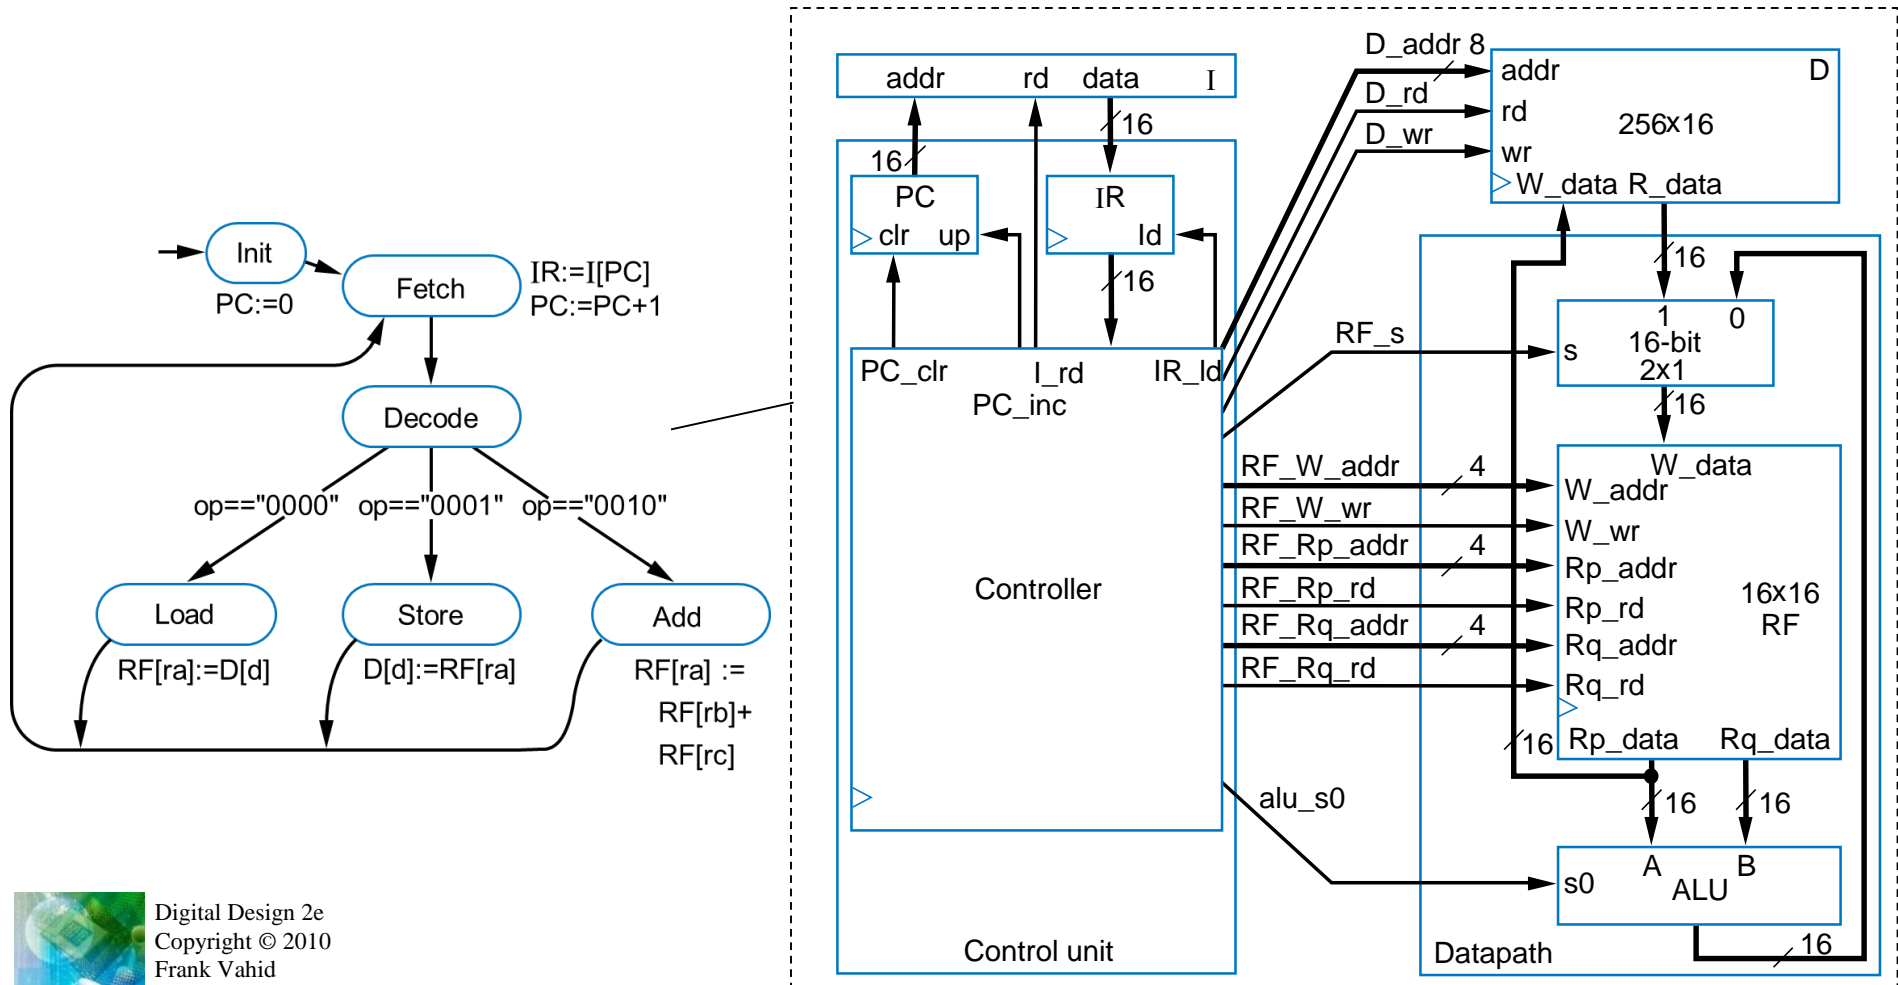 Init
PC:=0
Fetch
IR:=I[PC]
PC:=PC+1
Decode
op=="0000"
op=="0001"
op=="0010"
Load
RF[ra]:=D[d]
Store
D[d]:=RF[ra]
Add
RF[ra] :=
RF[rb]+
RF[rc]
Digital Design 2e
Copyright © 2010
Frank Vahid
addr
rd
data
I
16
16
PC
clr
up
IR
ld
16
PC_clr
I_rd
IR_ld
PC_inc
Controller
Control unit
D_addr 8
D_rd
D_wr
RF_s
RF_W_addr
4
RF_W_wr
RF_Rp_addr
4
RF_Rp_rd
RF_Rq_addr
4
RF_Rq_rd
alu_s0
addr
D
rd
256x16
wr
W_data
R_data
16
1
0
s
16-bit
2x1
16
W_data
W_addr
W_wr
Rp_addr
Rp_rd
16x16
RF
Rq_addr
Rq_rd
Rp_data
Rq_data
16
16
16
A
B
s0
ALU
16
Datapath